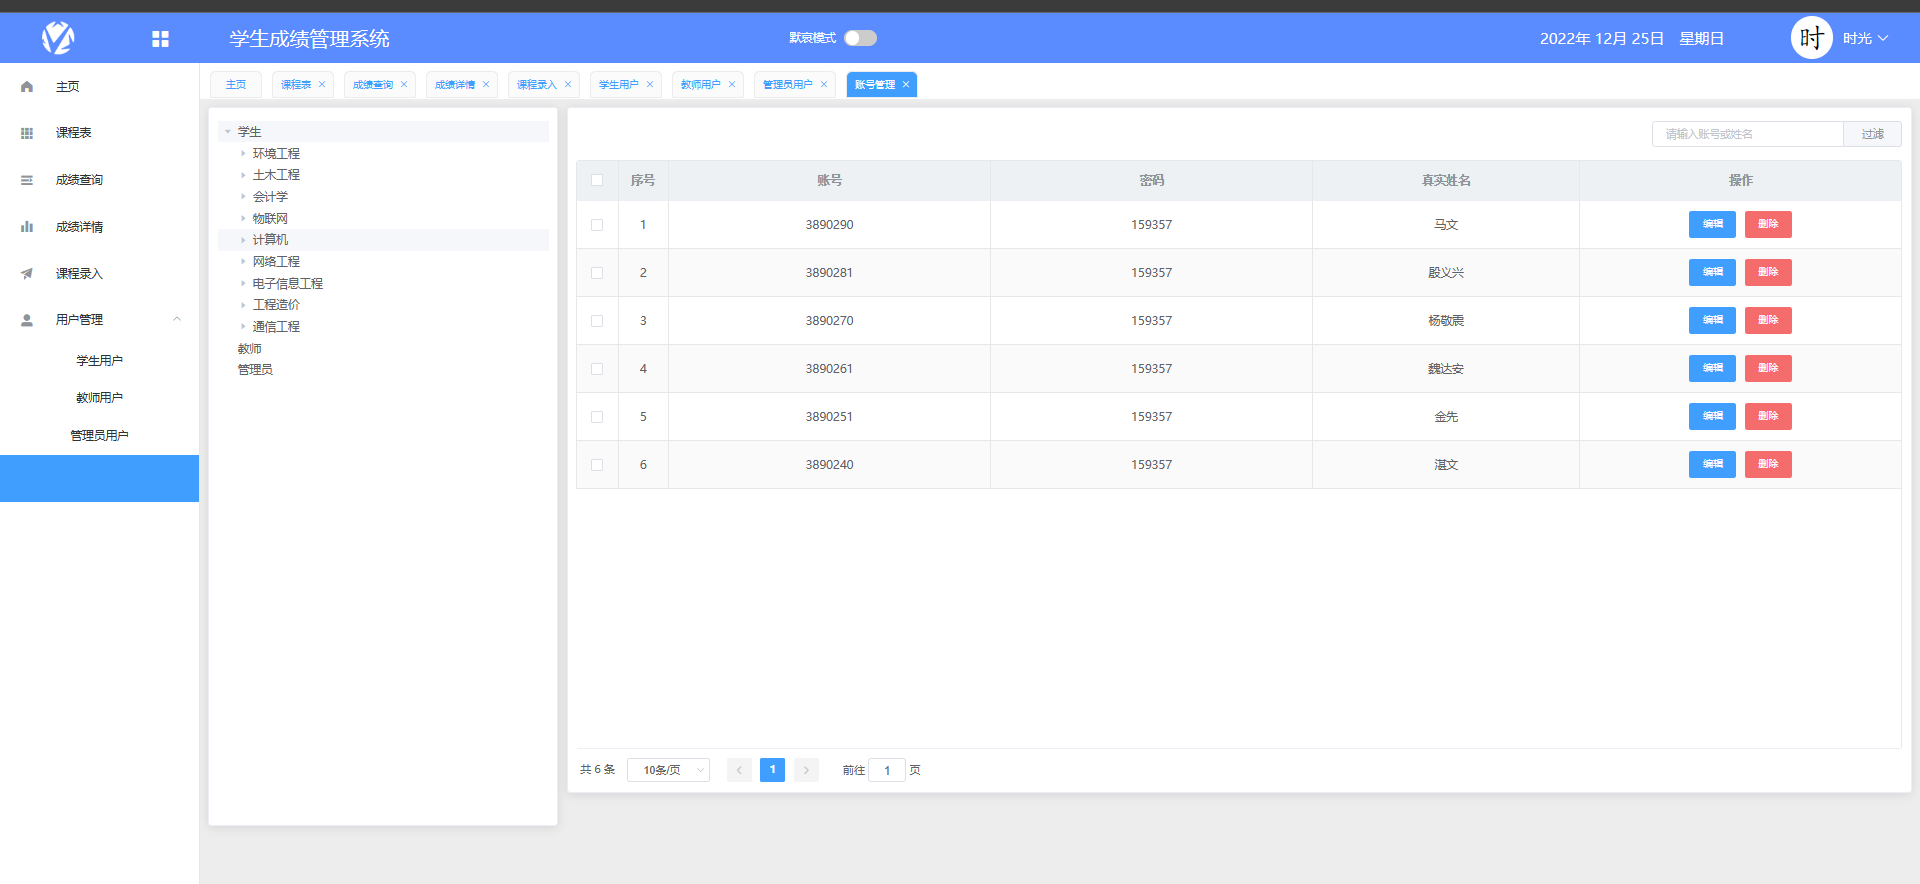 学生成绩管理系统
默哀模式
2022年 12月 25日 星期日
时
时光
主页
课程表
成绩查询
成绩详情
课程录入
用户管理
学生用户
教师用户
管理员用户
主页 课程表 成绩查询 成绩详情 课程录入 学生用户 教师用户 管理员用户 账号管理
学生
环境工程
土木工程
会计学
物联网
计算机
网络工程
电子信息工程
工程造价
通信工程
教师
管理员
请输入账号或姓名 过滤
序号 账号 密码 真实姓名 操作
1 3890290 159357 马文 编辑 删除
2 3890281 159357 殷义兴 编辑 删除
3 3890270 159357 杨敬震 编辑 删除
4 3890261 159357 魏达安 编辑 删除
5 3890251 159357 金先 编辑 删除
6 3890240 159357 湛文 编辑 删除
共 6 条 10条/页 1 前往 1 页